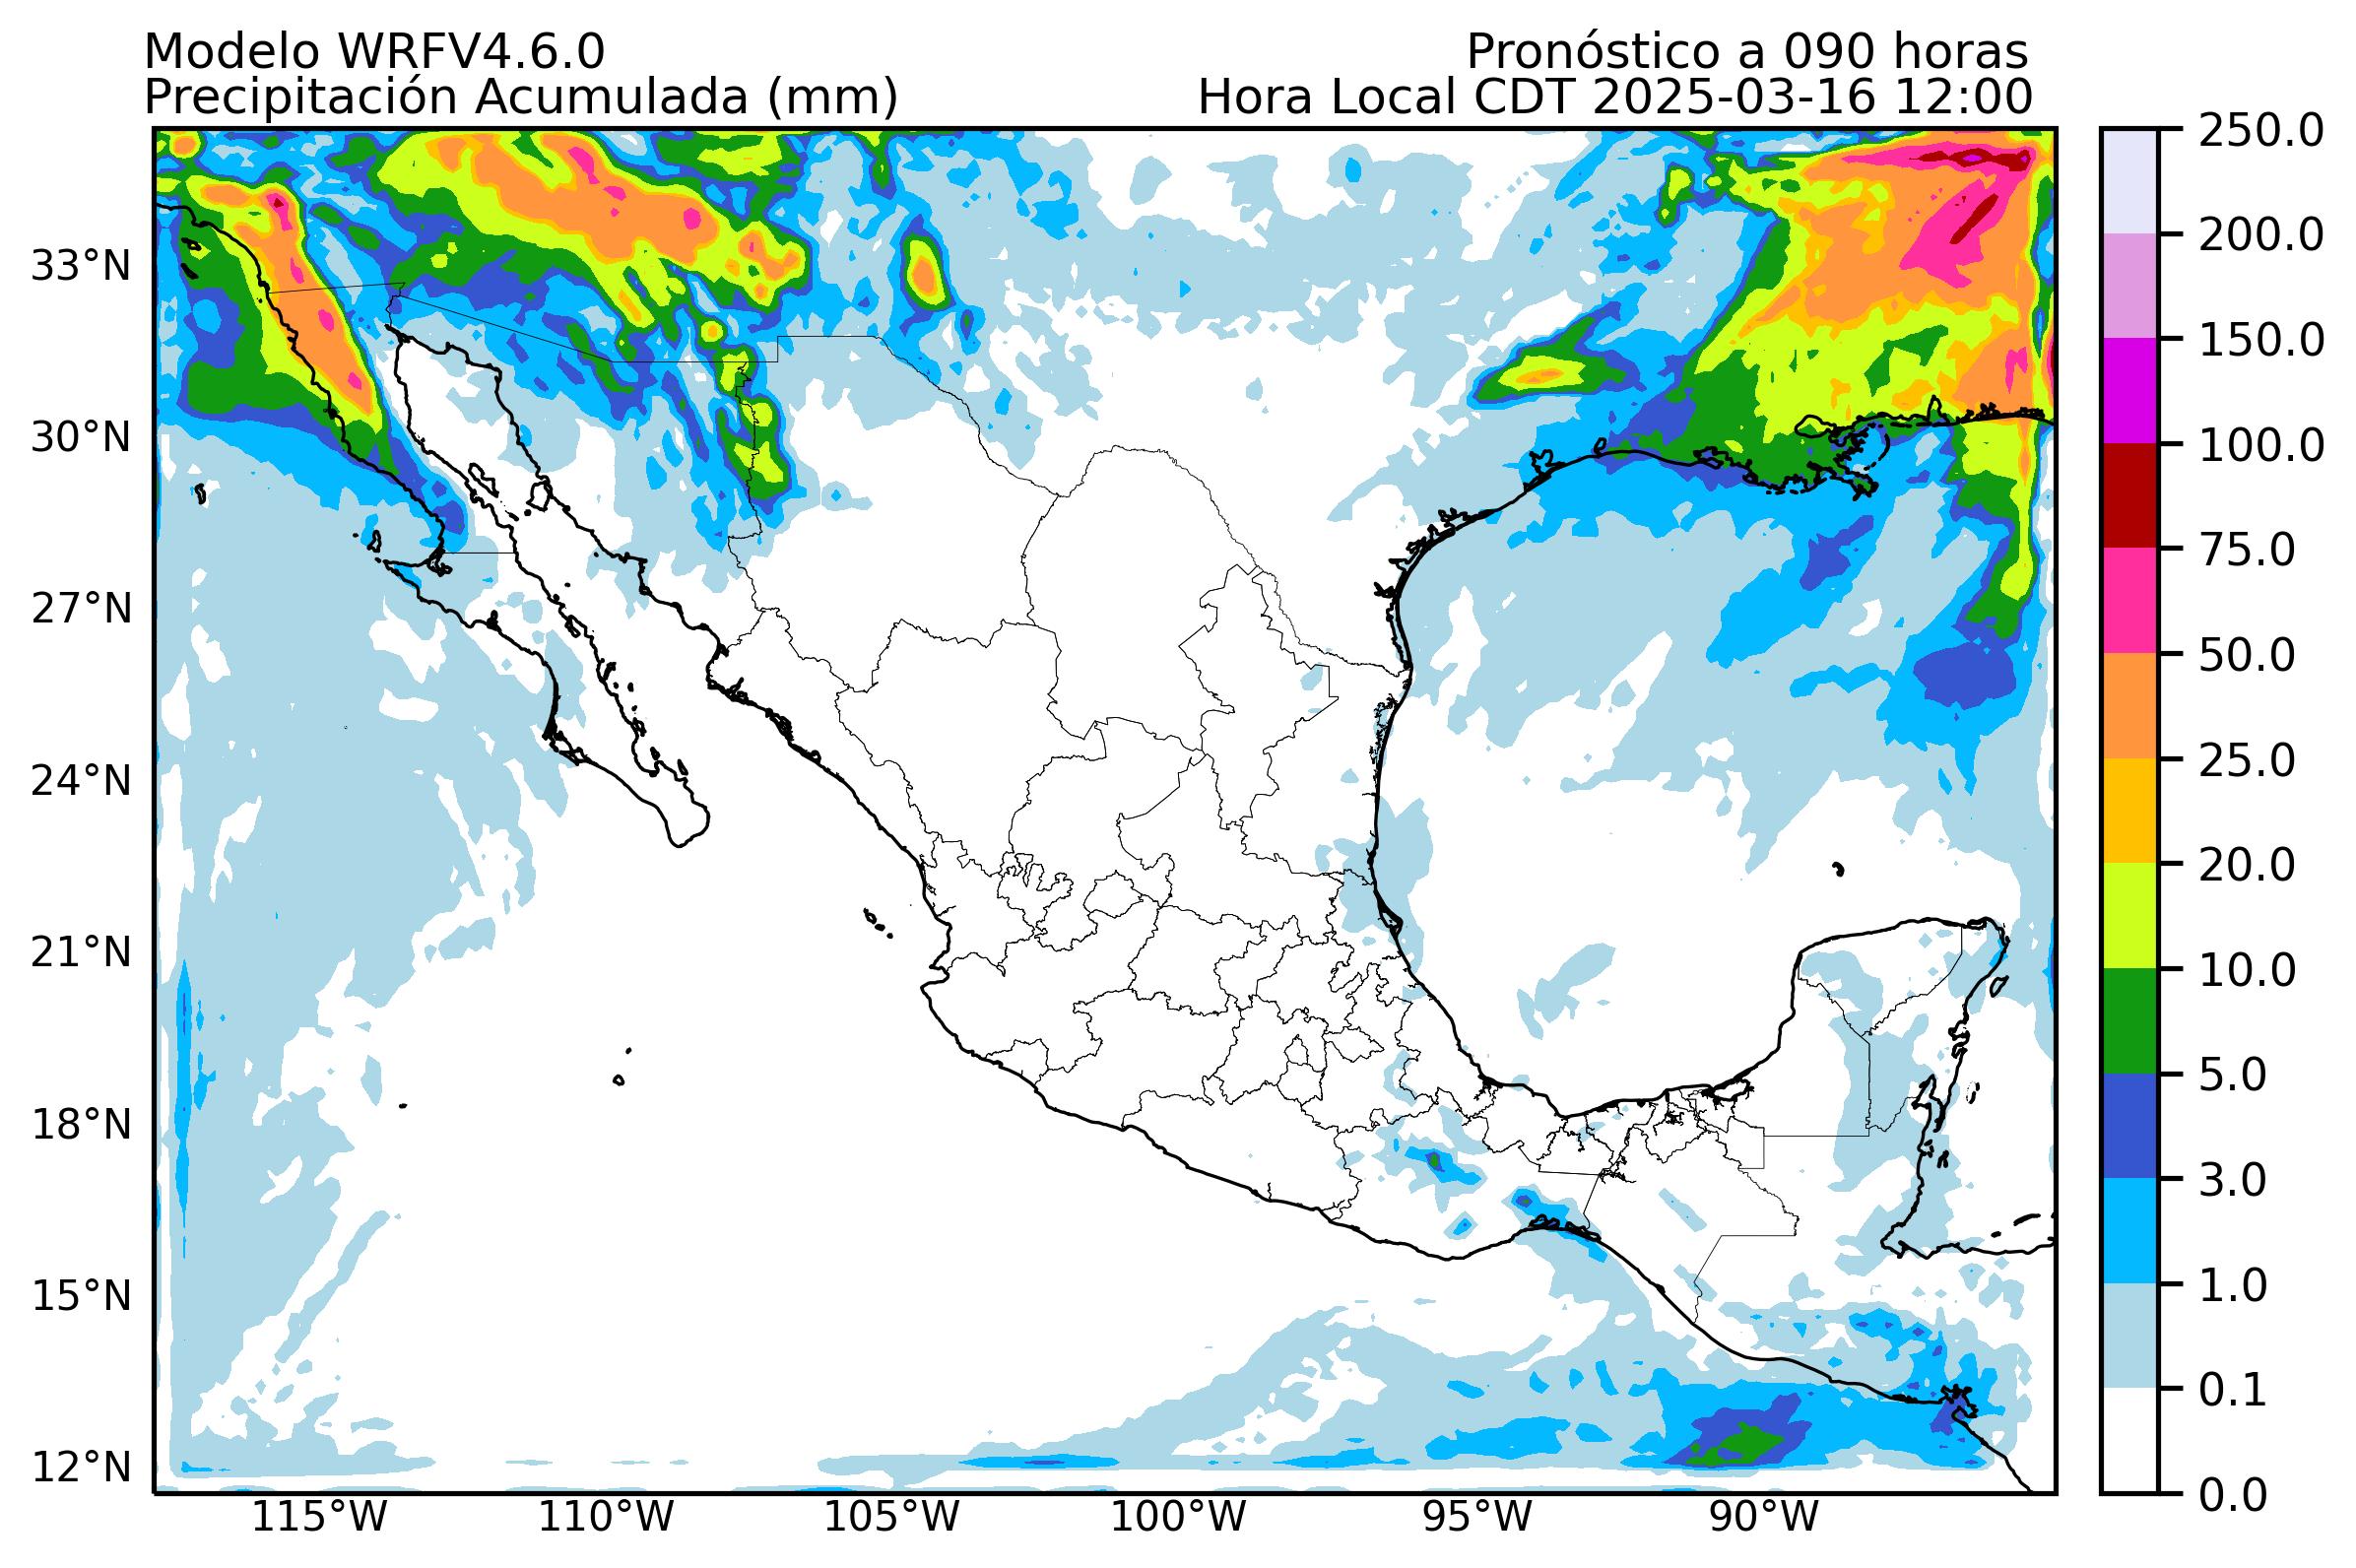 Modelo WRFV4.6.0
Pronóstico a 090 horas
Precipitación Acumulada (mm)
Hora Local CDT 2025-03-16 12:00
250.0
200.0
150.0
100.0
75.0
50.0
25.0
20.0
10.0
5.0
3.0
1.0
0.1
0.0
33°N
30°N
27°N
24°N
21°N
18°N
15°N
12°N
115°W
110°W
105°W
100°W
95°W
90°W